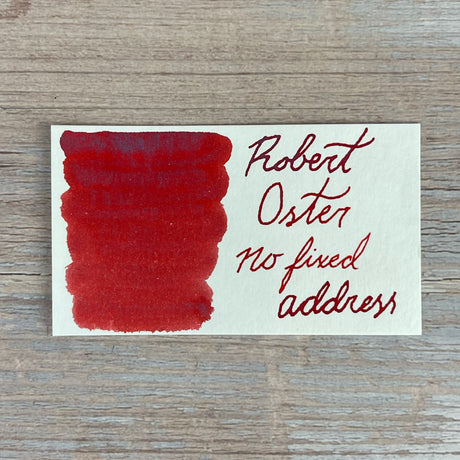 Robert
Oster
no fixed
address